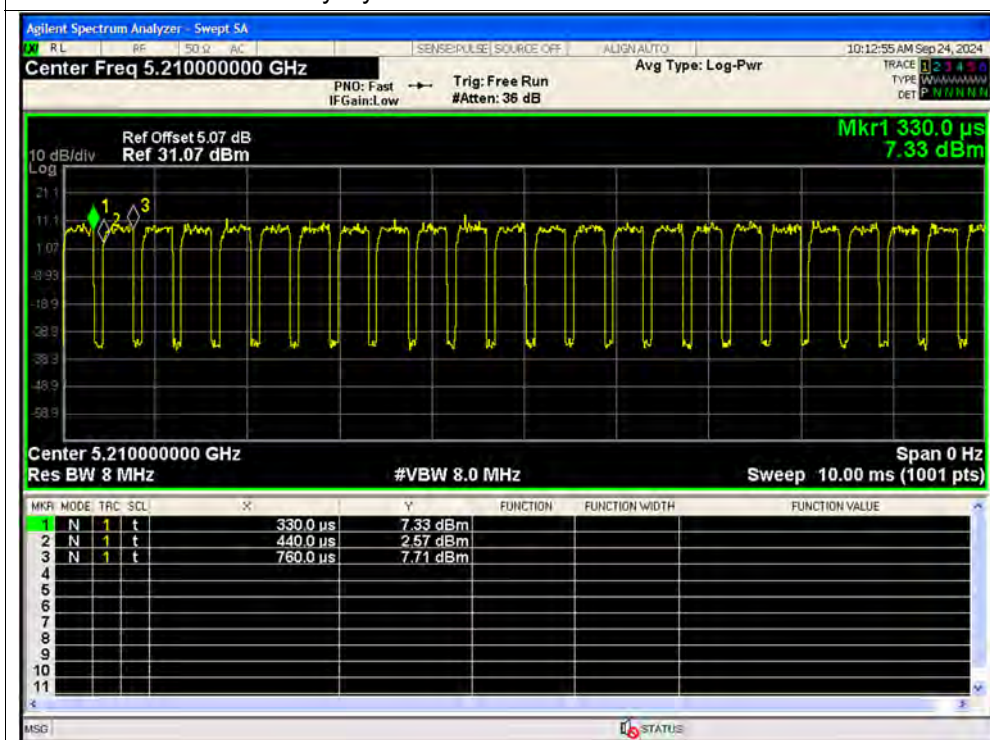 Agilent Spectrum Analyzer - Swept SA
RL RF 50 Ω AC SENSE:PULSE SOURCE OFF ALIGN AUTO 10:12:55 AM Sep 24, 2024
Center Freq 5.210000000 GHz Avg Type: Log-Pwr TRACE 1 2 3 4 5 6
PNO: Fast Trig: Free Run TYPE
IFGain:Low #Atten: 36 dB DET P N N N N N
Mkr1 330.0 µs
Ref Offset 5.07 dB
10 dB/div Ref 31.07 dBm 7.33 dBm
Log
21.1
11.1
1.07
-8.93
-18.9
-28.9
-38.9
-48.9
-58.9
1 2 3
Center 5.210000000 GHz Span 0 Hz
Res BW 8 MHz #VBW 8.0 MHz Sweep 10.00 ms (1001 pts)
MKR MODE TRC SCL X Y FUNCTION FUNCTION WIDTH FUNCTION VALUE
1 N 1 t 330.0 µs 7.33 dBm
2 N 1 t 440.0 µs 2.57 dBm
3 N 1 t 760.0 µs 7.71 dBm
4
5
6
7
8
9
10
11
MSG STATUS